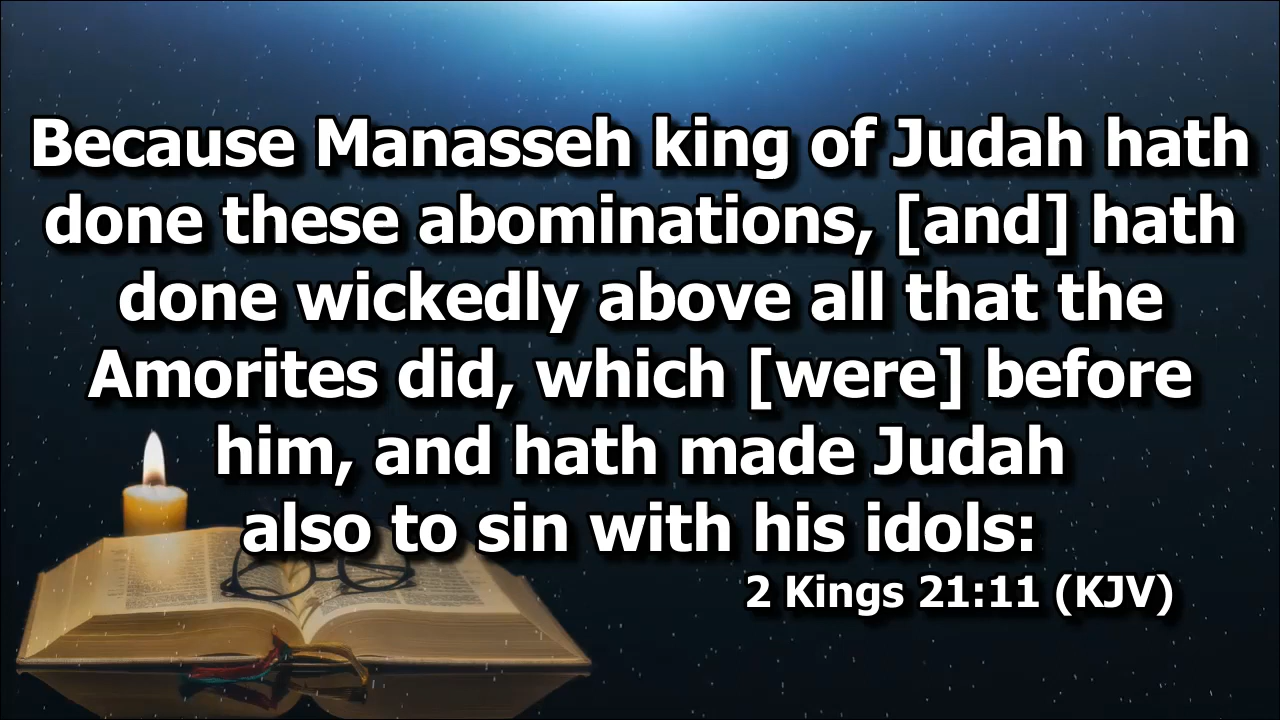 Because Manasseh king of Judah hath
done these abominations, [and] hath
done wickedly above all that the
Amorites did, which [were] before
him, and hath made Judah
also to sin with his idols:
2 Kings 21:11 (KJV)